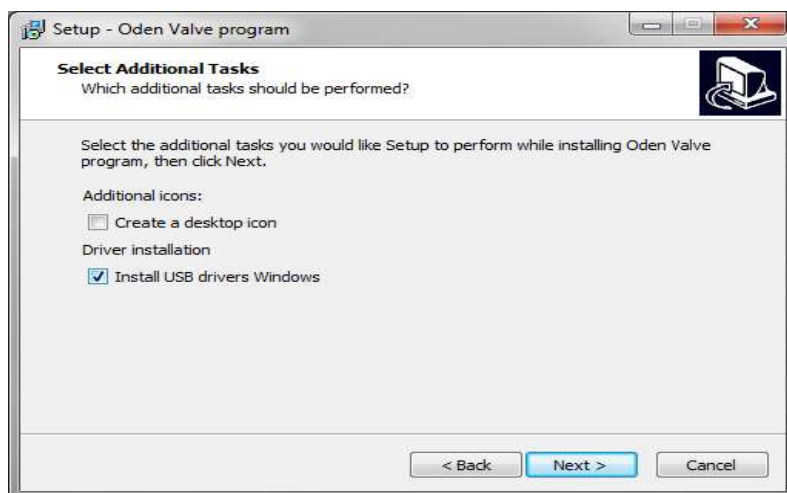 Setup - Oden Valve program
Select Additional Tasks
Which additional tasks should be performed?
Select the additional tasks you would like Setup to perform while installing Oden Valve
program, then click Next.
Additional icons:
Create a desktop icon
Driver installation
Install USB drivers Windows
< Back Next > Cancel